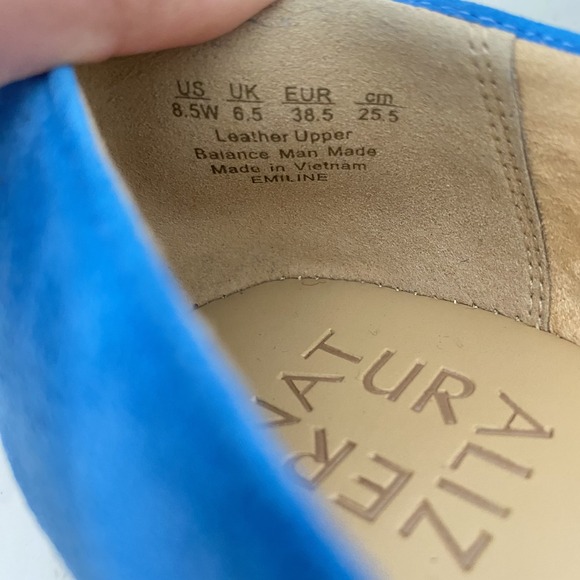 US UK EUR cm
8.5W 6.5 38.5 25.5
Leather Upper
Balance Man Made
Made in Vietnam
EMILINE
NATURALIZER